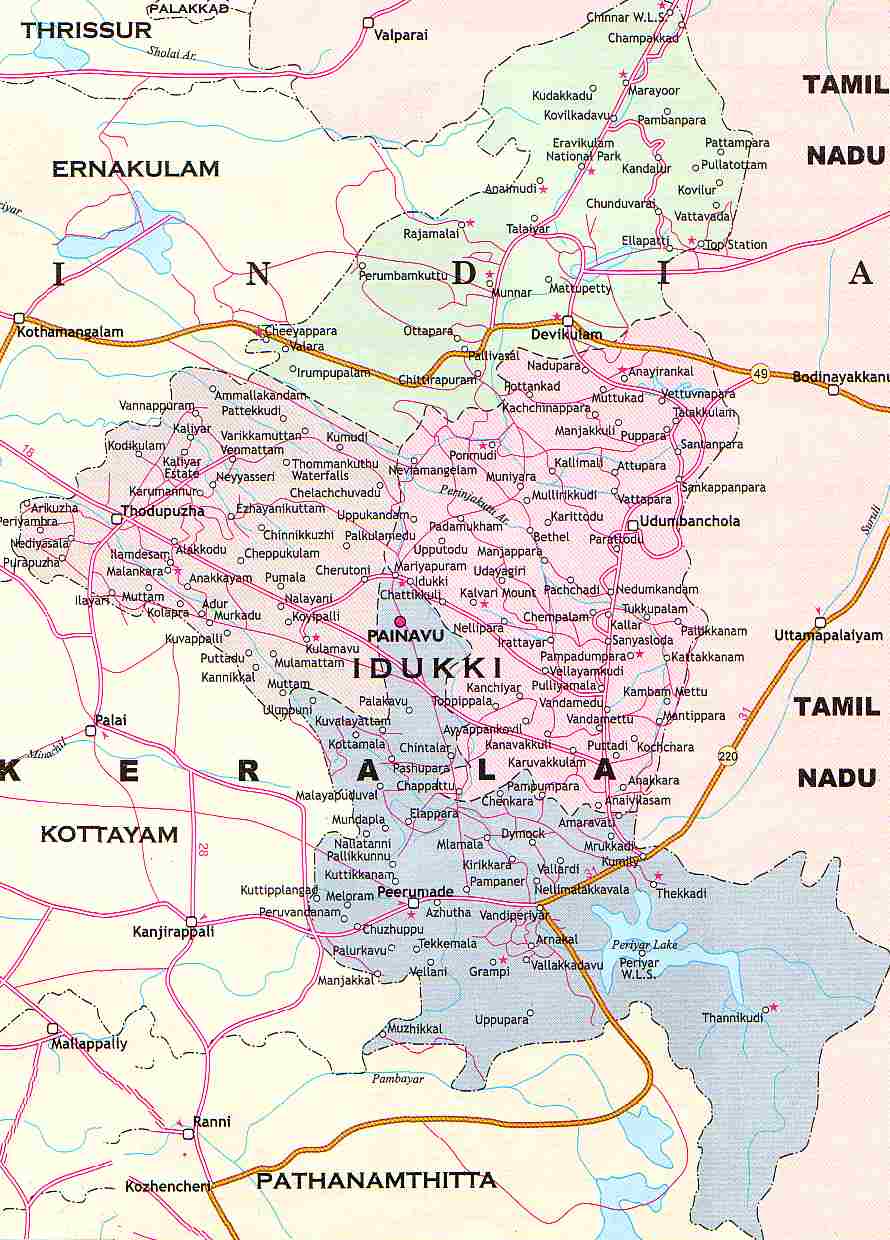 PALAKKAD
THRISSUR
Sholai Ar.
Valparai
Chinnar W.L.S.
Champakkad
TAMIL
NADU
Marayoor
Kudakkadu
Kovilkadavu
Pambanpara
Eravikulam
National Park
Pattampara
Pullatottam
Kandalur
ERNAKULAM
Anaimudi
Kovilur
Chunduvarai
Vattavada
Rajamalai
Talaiyar
Ellapatti
Top Station
I N D I A
Perumbamkuttu
Munnar
Mattupetty
Kothamangalam
Cheeyappara
Valara
Ottapara
Devikulam
Pallivasal
Irumpupalam
Chittirapuram
Nadupura
Anayirankal
49
Bodinayakkanu
Pottankad
Muttukad
Vettuvnapara
Ammallakandam
Pattekkudi
Vannappuram
Kachchinappara
Talakkulam
Kaliyar
Varikkamuttan
Kumudi
Manjakkuli
Puppara
Kodikulam
Venmattam
Ponmudi
Santanpara
18
Kaliyar
Estate
Thommankuthu
Waterfalls
Nevlamangelam
Kallimali
Attupara
Neyyasseri
Muniyara
Karumannur
Chelachchuvadu
Perinjakutti Ar.
Mullirikkudi
Vattapara
Sankappanpara
Arikuzha
Thodupuzha
Ezhayanikuttam
Uppukandam
Karittodu
Udumbanchola
Periyambra
Padamukham
Suruli
Chinnikkuzhi
Palkulamedu
Bethel
Parattodu
Nediyasala
Alakkodu
Upputodu
Manjappara
Purapuzha
Ilamdesam
Cheppukulam
Mariyapuram
Malankara
Cherutoni
Udayagiri
Anakkayam
Pumala
Idukki
Muttam
Chattikkuli
Kalvari Mount
Pachchadi
Nedumkandam
Ilayari
Adur
Nalayani
Kolapra
Murkadu
Koyipalli
Chempalam
Tukkupalam
Kallar
PAINAVU
Nellipara
Pallikkanam
Kuvappalli
Kulamavu
Irattayar
Sanyasloda
Uttamapalaiyam
Puttadu
Mulamattam
Pampadumpara
Kattakkanam
IDUKKI
Vellayamkudi
Kannikkal
Muttam
Kanchiyar
Pulliyamala
Kambam Mettu
Uluppuni
Palakavu
Toppippala
Vandamedu
TAMIL
NADU
31
Palai
Kuvalayattam
Vandamettu
Mantippara
Ayyappankovil
Minachil
Kottamala
Chintalar
Kanavakkuli
Puttadi
Kochchara
220
K E R A L A
Pashupara
Karuvakkulam
Chappattu
Pampumpara
Anakkara
Malayapuduval
Chenkara
Anaivilasam
Mundapla
Elappara
Amaravati
KOTTAYAM
28
Nallatanni
Mlamala
Dymock
Mrukkadi
Pallikkunnu
Kirikkara
Vallardi
Kumily
Kuttikkanam
Pampaner
31
Kuttipplangad
Meloram
Peerumade
Nellimalakkavala
Thekkadi
Peruvandanam
Azhutha
Vandiperiyar
Kanjirappali
Chuzhuppu
Arnakal
Periyar Lake
Palurkavu
Tekkemala
Periyar
W.L.S.
Manjakkal
Vellani
Grampi
Vallakkadavu
Uppupara
Thannikudi
Muzhikkal
Mallappally
Pambayar
Ranni
Kozhencheri
PATHANAMTHITTA